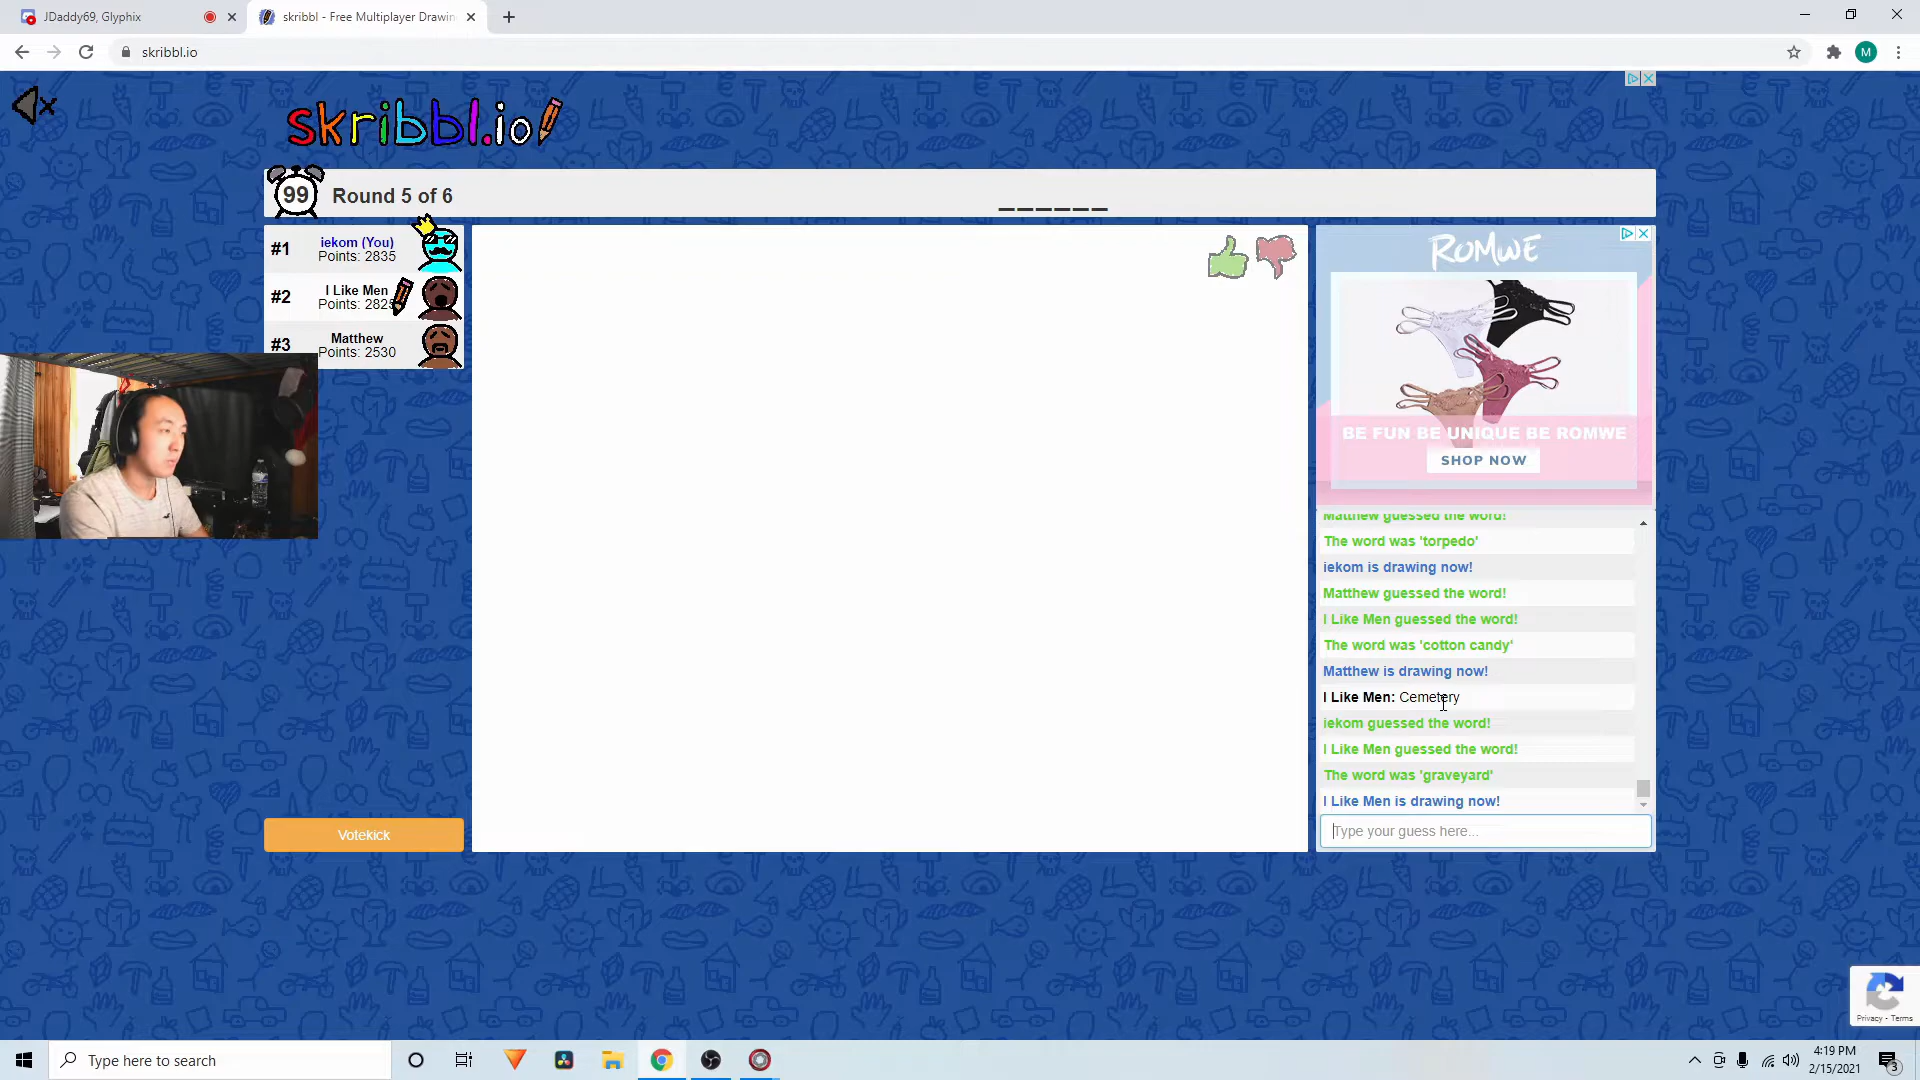 JDaddy69, Glyphix
skribbl - Free Multiplayer Drawin
skribbl.io
M
skribbl.io
99
Round 5 of 6
______
#1
iekom (You)
Points: 2835
#2
I Like Men
Points: 282
#3
Matthew
Points: 2530
Votekick
ROMWE
BE FUN BE UNIQUE BE ROMWE
SHOP NOW
Matthew guessed the word!
The word was 'torpedo'
iekom is drawing now!
Matthew guessed the word!
I Like Men guessed the word!
The word was 'cotton candy'
Matthew is drawing now!
I Like Men: Cemetery
iekom guessed the word!
I Like Men guessed the word!
The word was 'graveyard'
I Like Men is drawing now!
Type your guess here...
Privacy - Terms
Type here to search
4:19 PM
2/15/2021
3